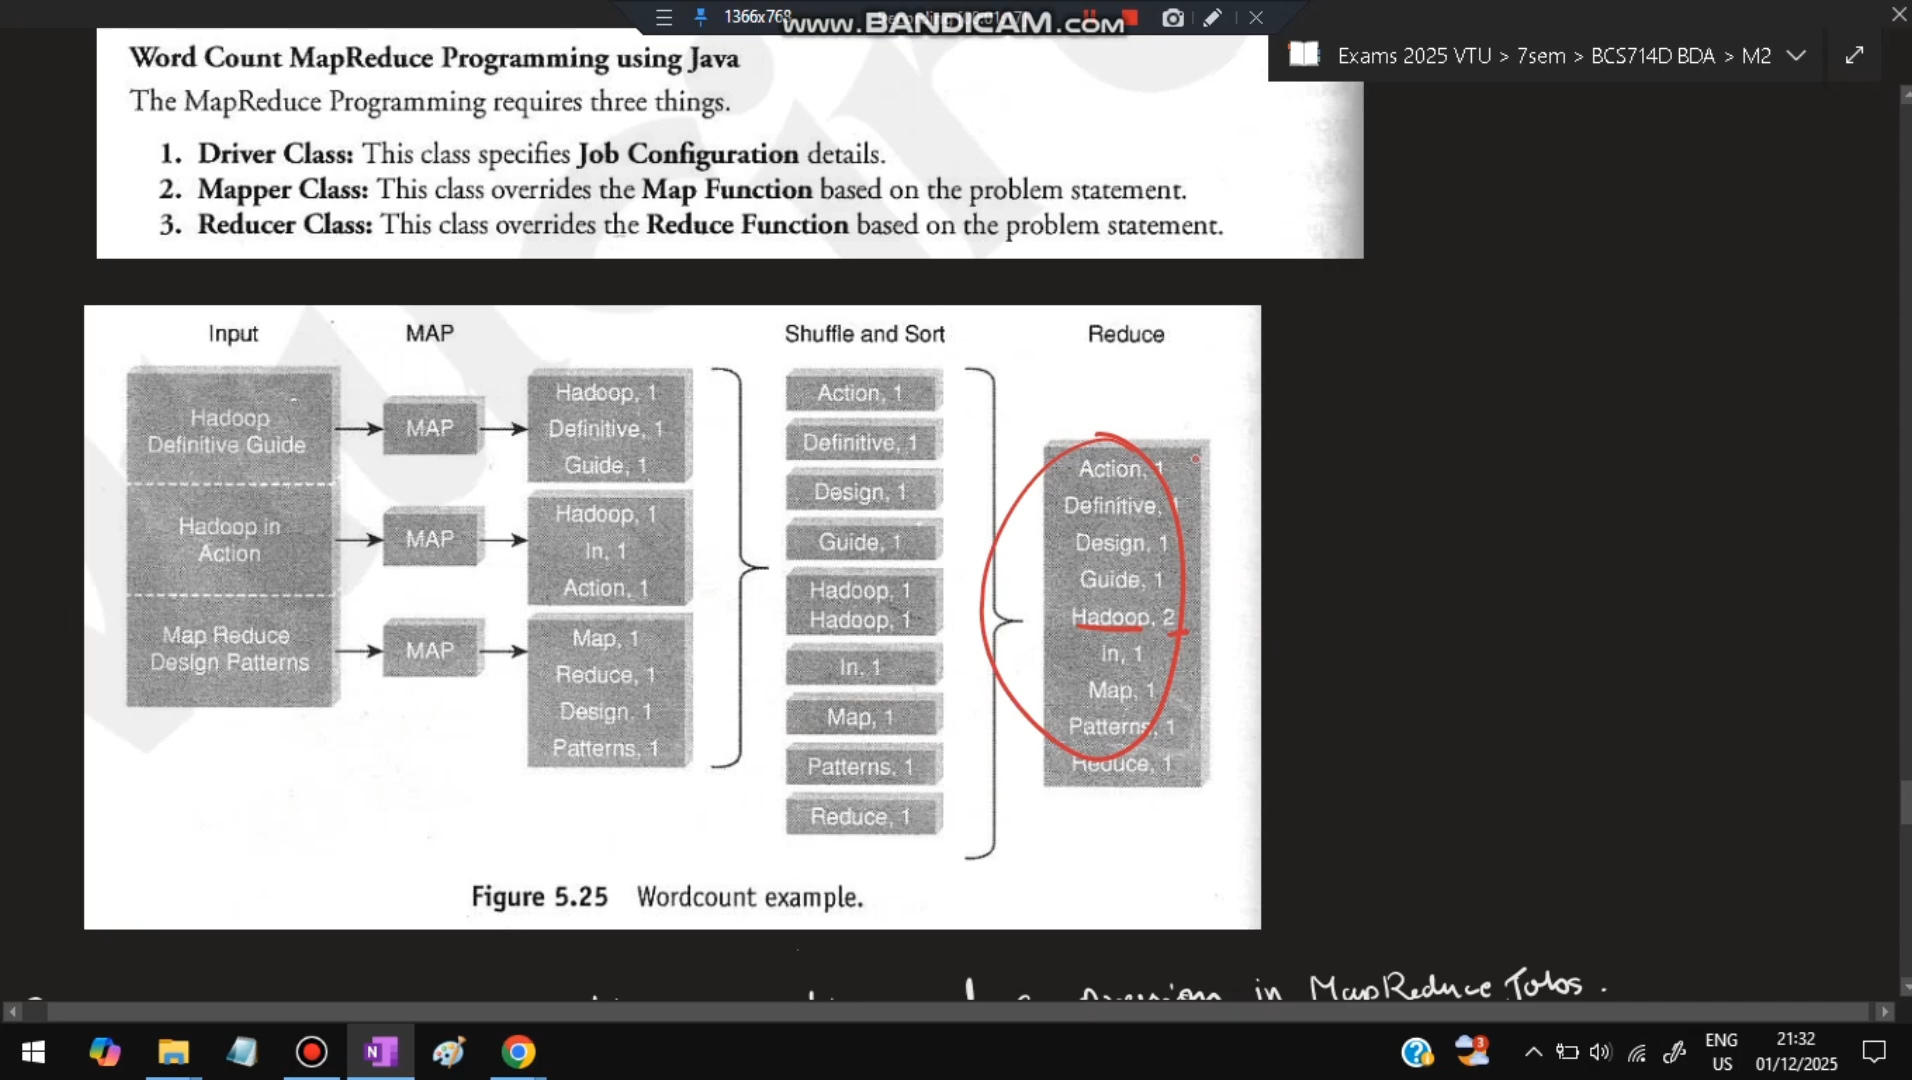 1366x768
www.BANDICAM.com
Exams 2025 VTU > 7sem > BCS714D BDA > M2
Word Count MapReduce Programming using Java
The MapReduce Programming requires three things.
1. Driver Class: This class specifies Job Configuration details.
2. Mapper Class: This class overrides the Map Function based on the problem statement.
3. Reducer Class: This class overrides the Reduce Function based on the problem statement.
Input
MAP
Shuffle and Sort
Reduce
Hadoop
Definitive Guide
Hadoop in
Action
Map Reduce
Design Patterns
MAP
MAP
MAP
Hadoop, 1
Definitive, 1
Guide, 1
Hadoop, 1
In, 1
Action, 1
Map, 1
Reduce, 1
Design, 1
Patterns, 1
Action, 1
Definitive, 1
Design, 1
Guide, 1
Hadoop, 1
Hadoop, 1
In, 1
Map, 1
Patterns, 1
Reduce, 1
Action, 1
Definitive, 1
Design, 1
Guide, 1
Hadoop, 2
In, 1
Map, 1
Patterns, 1
Reduce, 1
Figure 5.25 Wordcount example.
in MapReduce Jobs.
ENG
US
21:32
01/12/2025
3